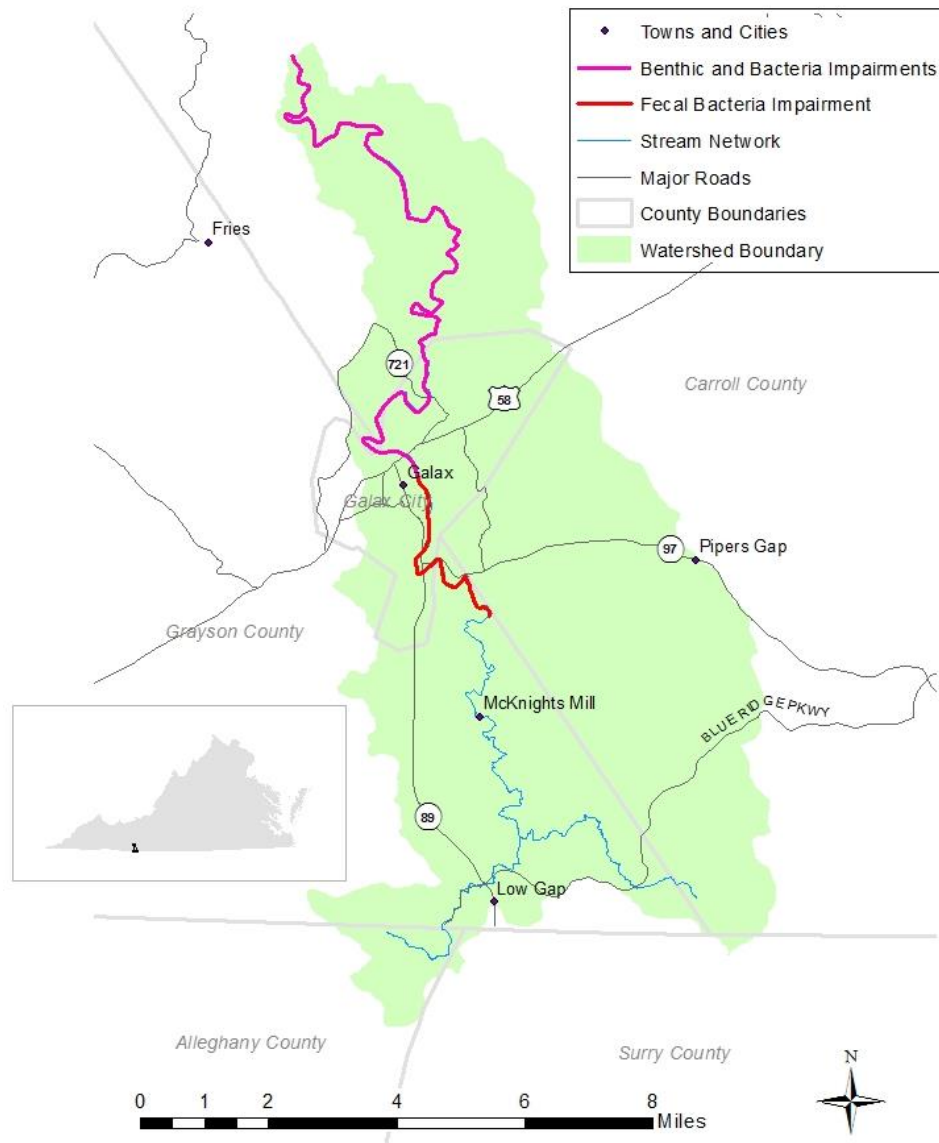 Towns and Cities
Benthic and Bacteria Impairments
Fecal Bacteria Impairment
Stream Network
Major Roads
County Boundaries
Watershed Boundary
Fries
721
58
Carroll County
Galax
Galax City
97
Pipers Gap
Grayson County
McKnights Mill
BLUE RIDGE PKWY
89
Low Gap
Alleghany County
Surry County
N
0 1 2 4 6 8
Miles